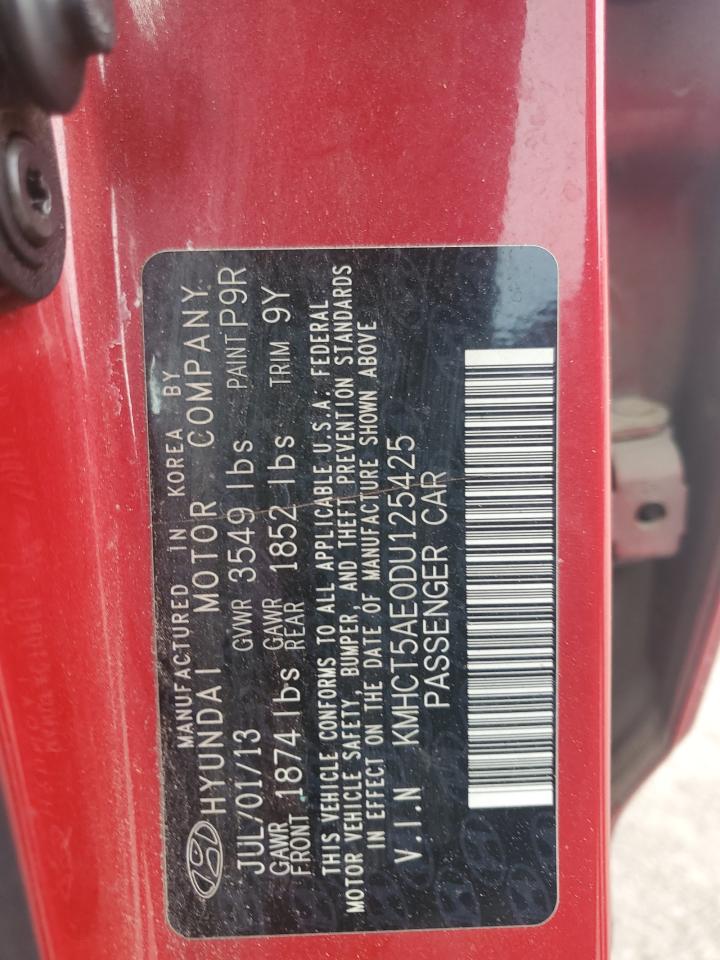 MANUFACTURED IN KOREA BY
HYUNDAI MOTOR COMPANY
JUL/01/13 GVWR 3549 lbs PAINT P9R
GAWR FRONT 1874 lbs GAWR REAR 1852 lbs TRIM 9Y
THIS VEHICLE CONFORMS TO ALL APPLICABLE U.S.A. FEDERAL
MOTOR VEHICLE SAFETY, BUMPER, AND THEFT PREVENTION STANDARDS
IN EFFECT ON THE DATE OF MANUFACTURE SHOWN ABOVE
V.I.N KMHCT5AE0DU125425
PASSENGER CAR